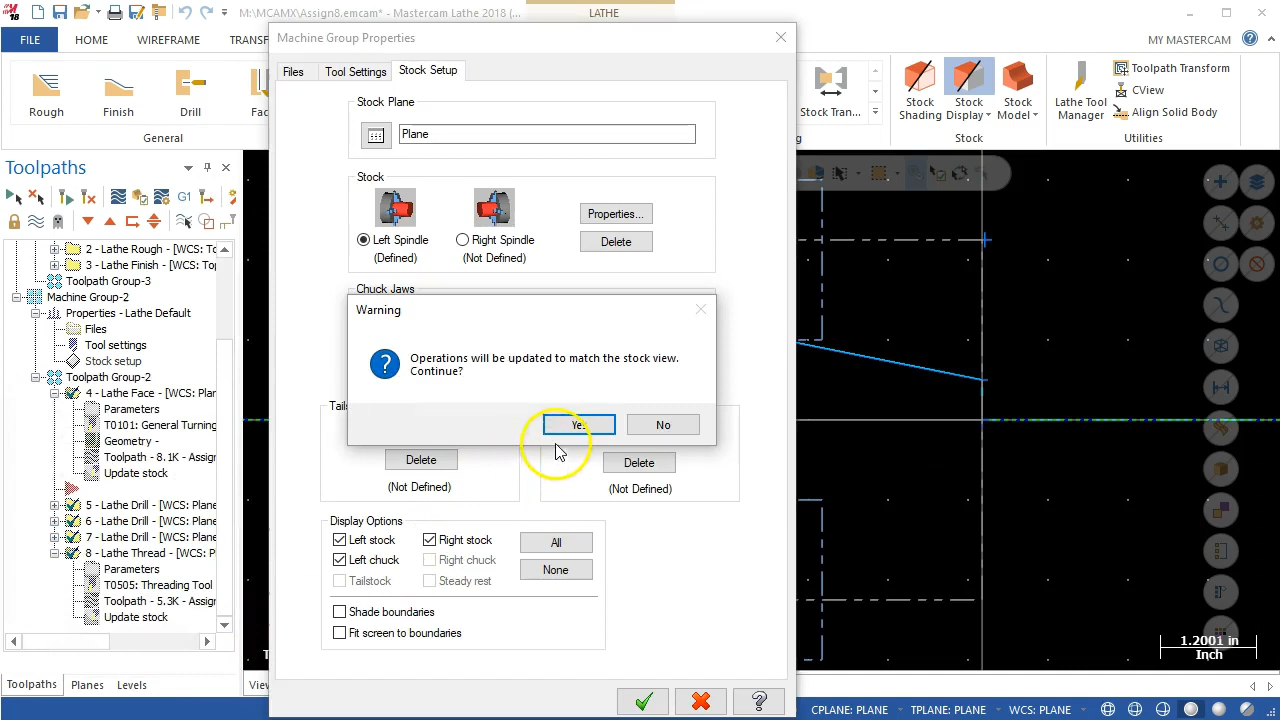 M:\MCAMX\Assign8.emcam* - Mastercam Lathe 2018 (...
LATHE
FILE
HOME
WIREFRAME
TRANSF
MY MASTERCAM
Machine Group Properties
Files
Tool Settings
Stock Setup
Rough
Finish
Drill
Fa
General
Stock Plane
Plane
Stock
Left Spindle
(Defined)
Right Spindle
(Not Defined)
Properties...
Delete
Chuck Jaws
Stock Tran...
Stock Shading
Stock Display
Stock Model
Stock
Lathe Tool Manager
Toolpath Transform
CView
Align Solid Body
Utilities
Toolpaths
G1
2 - Lathe Rough - [WCS: To
3 - Lathe Finish - [WCS: To
Toolpath Group-3
Machine Group-2
Properties - Lathe Default
Files
Tool settings
Stock setup
Toolpath Group-2
4 - Lathe Face - [WCS: Plan
Parameters
T0101: General Turning
Geometry -
Toolpath - 8.1K - Assig
Update stock
5 - Lathe Drill - [WCS: Plane
6 - Lathe Drill - [WCS: Plane
7 - Lathe Drill - [WCS: Plane
8 - Lathe Thread - [WCS: P
Parameters
T0505: Threading Tool
Toolpath - 5.3K - Assig
Update stock
Toolpaths
Planes
Levels
Warning
Operations will be updated to match the stock view.
Continue?
No
Tails
Delete
(Not Defined)
Delete
(Not Defined)
Display Options
Left stock
Right stock
Left chuck
Right chuck
Tailstock
Steady rest
All
None
Shade boundaries
Fit screen to boundaries
1.2001 in
Inch
View
CPLANE: PLANE
TPLANE: PLANE
WCS: PLANE